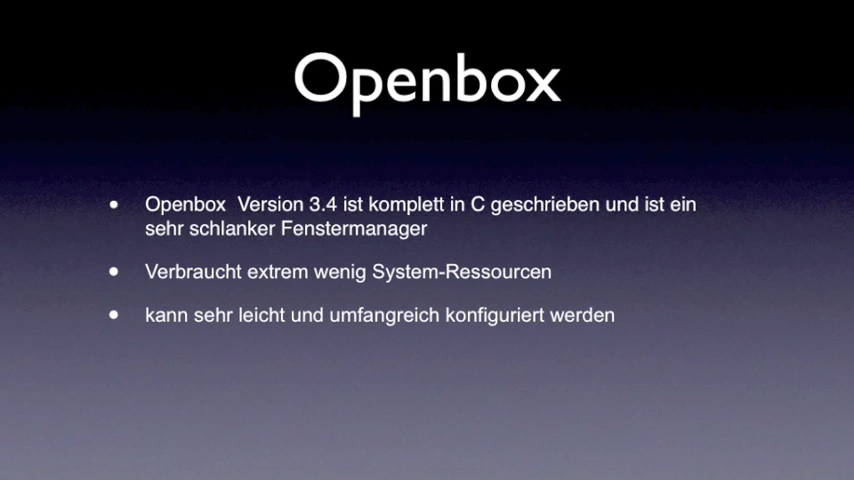 Openbox
• Openbox  Version 3.4 ist komplett in C geschrieben und ist ein
sehr schlanker Fenstermanager
• Verbraucht extrem wenig System-Ressourcen
• kann sehr leicht und umfangreich konfiguriert werden